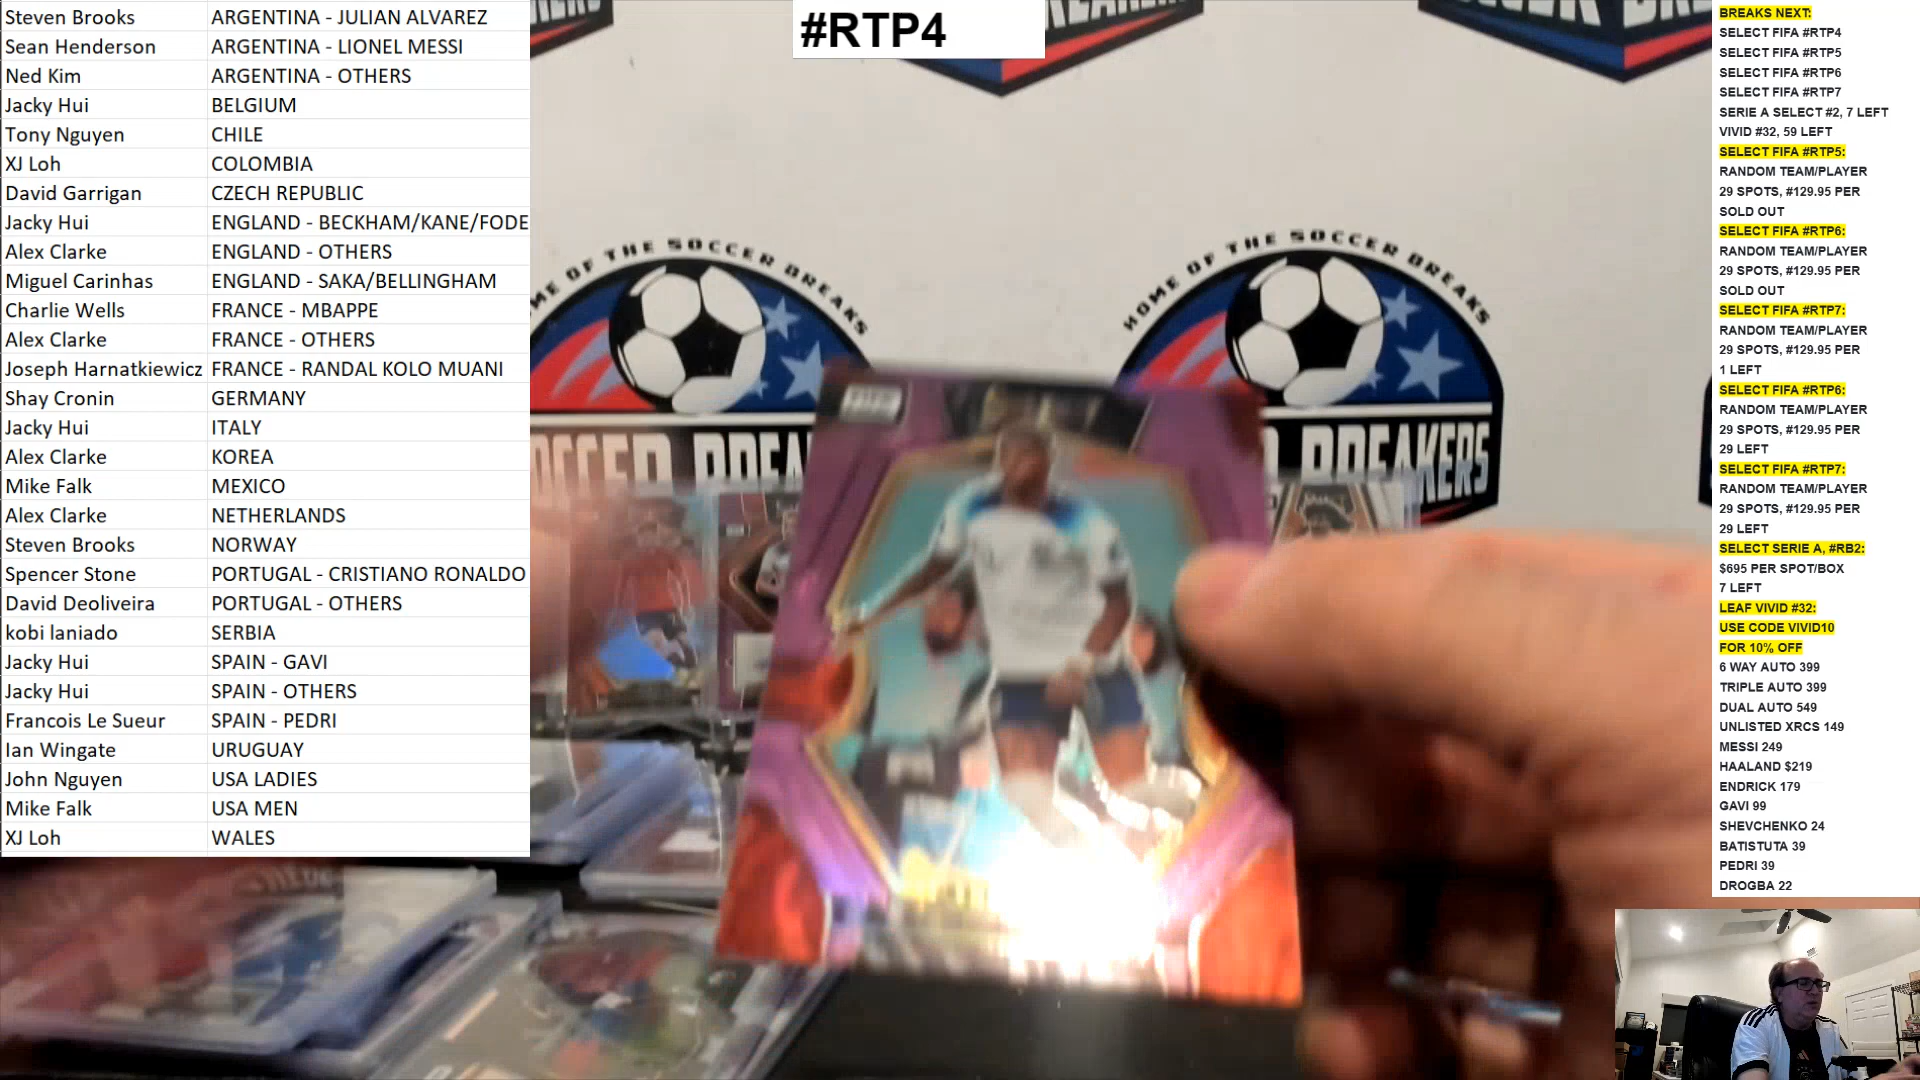 Steven Brooks ARGENTINA - JULIAN ALVAREZ
Sean Henderson ARGENTINA - LIONEL MESSI
Ned Kim ARGENTINA - OTHERS
Jacky Hui BELGIUM
Tony Nguyen CHILE
XJ Loh COLOMBIA
David Garrigan CZECH REPUBLIC
Jacky Hui ENGLAND - BECKHAM/KANE/FODE
Alex Clarke ENGLAND - OTHERS
Miguel Carinhas ENGLAND - SAKA/BELLINGHAM
Charlie Wells FRANCE - MBAPPE
Alex Clarke FRANCE - OTHERS
Joseph Harnatkiewicz FRANCE - RANDAL KOLO MUANI
Shay Cronin GERMANY
Jacky Hui ITALY
Alex Clarke KOREA
Mike Falk MEXICO
Alex Clarke NETHERLANDS
Steven Brooks NORWAY
Spencer Stone PORTUGAL - CRISTIANO RONALDO
David Deoliveira PORTUGAL - OTHERS
kobi laniado SERBIA
Jacky Hui SPAIN - GAVI
Jacky Hui SPAIN - OTHERS
Francois Le Sueur SPAIN - PEDRI
Ian Wingate URUGUAY
John Nguyen USA LADIES
Mike Falk USA MEN
XJ Loh WALES
#RTP4
OME OF THE SOCCER BREAKS
HOME OF THE SOCCER BREAKS
SOCCER BREA
BREAKERS
BREAKS NEXT:
SELECT FIFA #RTP4
SELECT FIFA #RTP5
SELECT FIFA #RTP6
SELECT FIFA #RTP7
SERIE A SELECT #2, 7 LEFT
VIVID #32, 59 LEFT
SELECT FIFA #RTP5:
RANDOM TEAM/PLAYER
29 SPOTS, #129.95 PER
SOLD OUT
SELECT FIFA #RTP6:
RANDOM TEAM/PLAYER
29 SPOTS, #129.95 PER
SOLD OUT
SELECT FIFA #RTP7:
RANDOM TEAM/PLAYER
29 SPOTS, #129.95 PER
1 LEFT
SELECT FIFA #RTP6:
RANDOM TEAM/PLAYER
29 SPOTS, #129.95 PER
29 LEFT
SELECT FIFA #RTP7:
RANDOM TEAM/PLAYER
29 SPOTS, #129.95 PER
29 LEFT
SELECT SERIE A, #RB2:
$695 PER SPOT/BOX
7 LEFT
LEAF VIVID #32:
USE CODE VIVID10
FOR 10% OFF
6 WAY AUTO 399
TRIPLE AUTO 399
DUAL AUTO 549
UNLISTED XRCS 149
MESSI 249
HAALAND $219
ENDRICK 179
GAVI 99
SHEVCHENKO 24
BATISTUTA 39
PEDRI 39
DROGBA 22